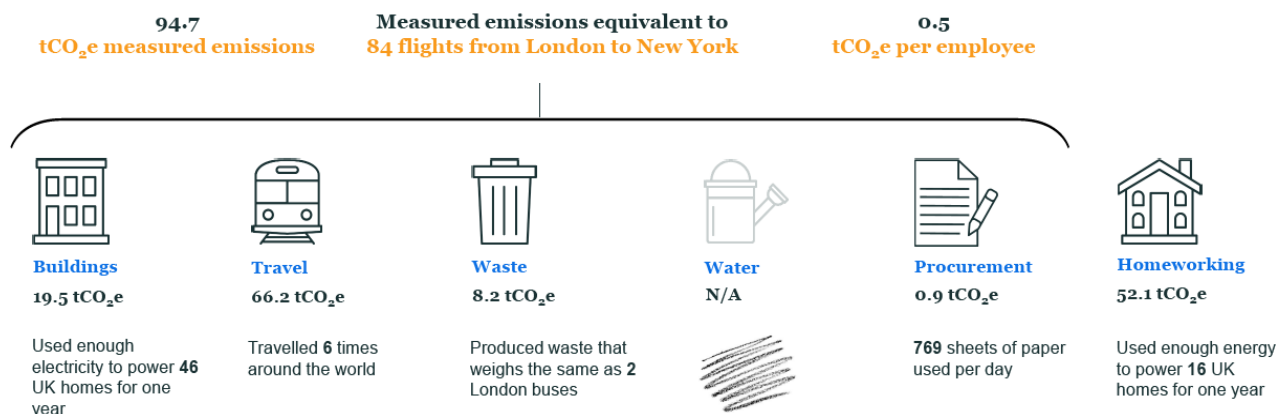 94.7
tCO₂e measured emissions
Measured emissions equivalent to
84 flights from London to New York
0.5
tCO₂e per employee
Buildings
19.5 tCO₂e
Used enough
electricity to power 46
UK homes for one
year
Travel
66.2 tCO₂e
Travelled 6 times
around the world
Waste
8.2 tCO₂e
Produced waste that
weighs the same as 2
London buses
Water
N/A
Procurement
0.9 tCO₂e
769 sheets of paper
used per day
Homeworking
52.1 tCO₂e
Used enough energy
to power 16 UK
homes for one year